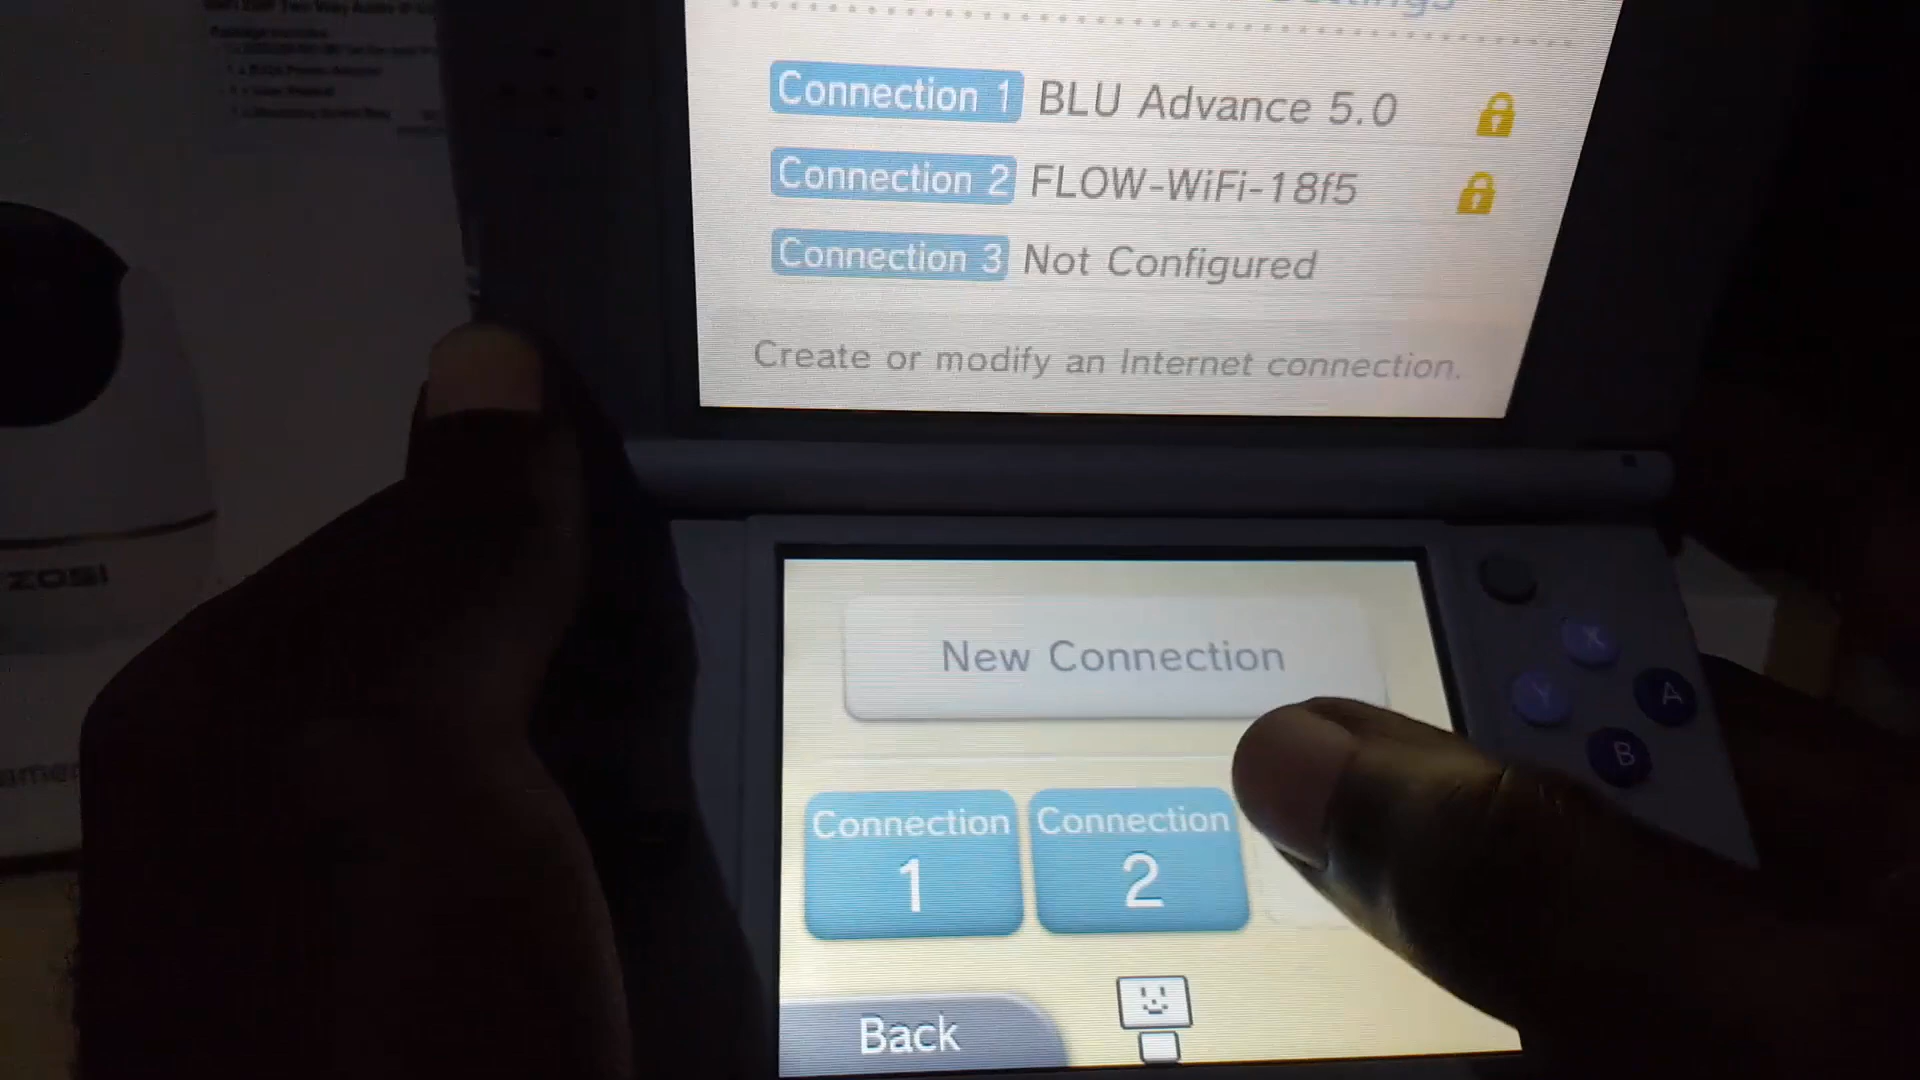 Connection 1 BLU Advance 5.0
Connection 2 FLOW-WiFi-18f5
Connection 3 Not Configured
Create or modify an Internet connection.
New Connection
Connection 1
Connection 2
Back
X
Y
A
B
ZOSI